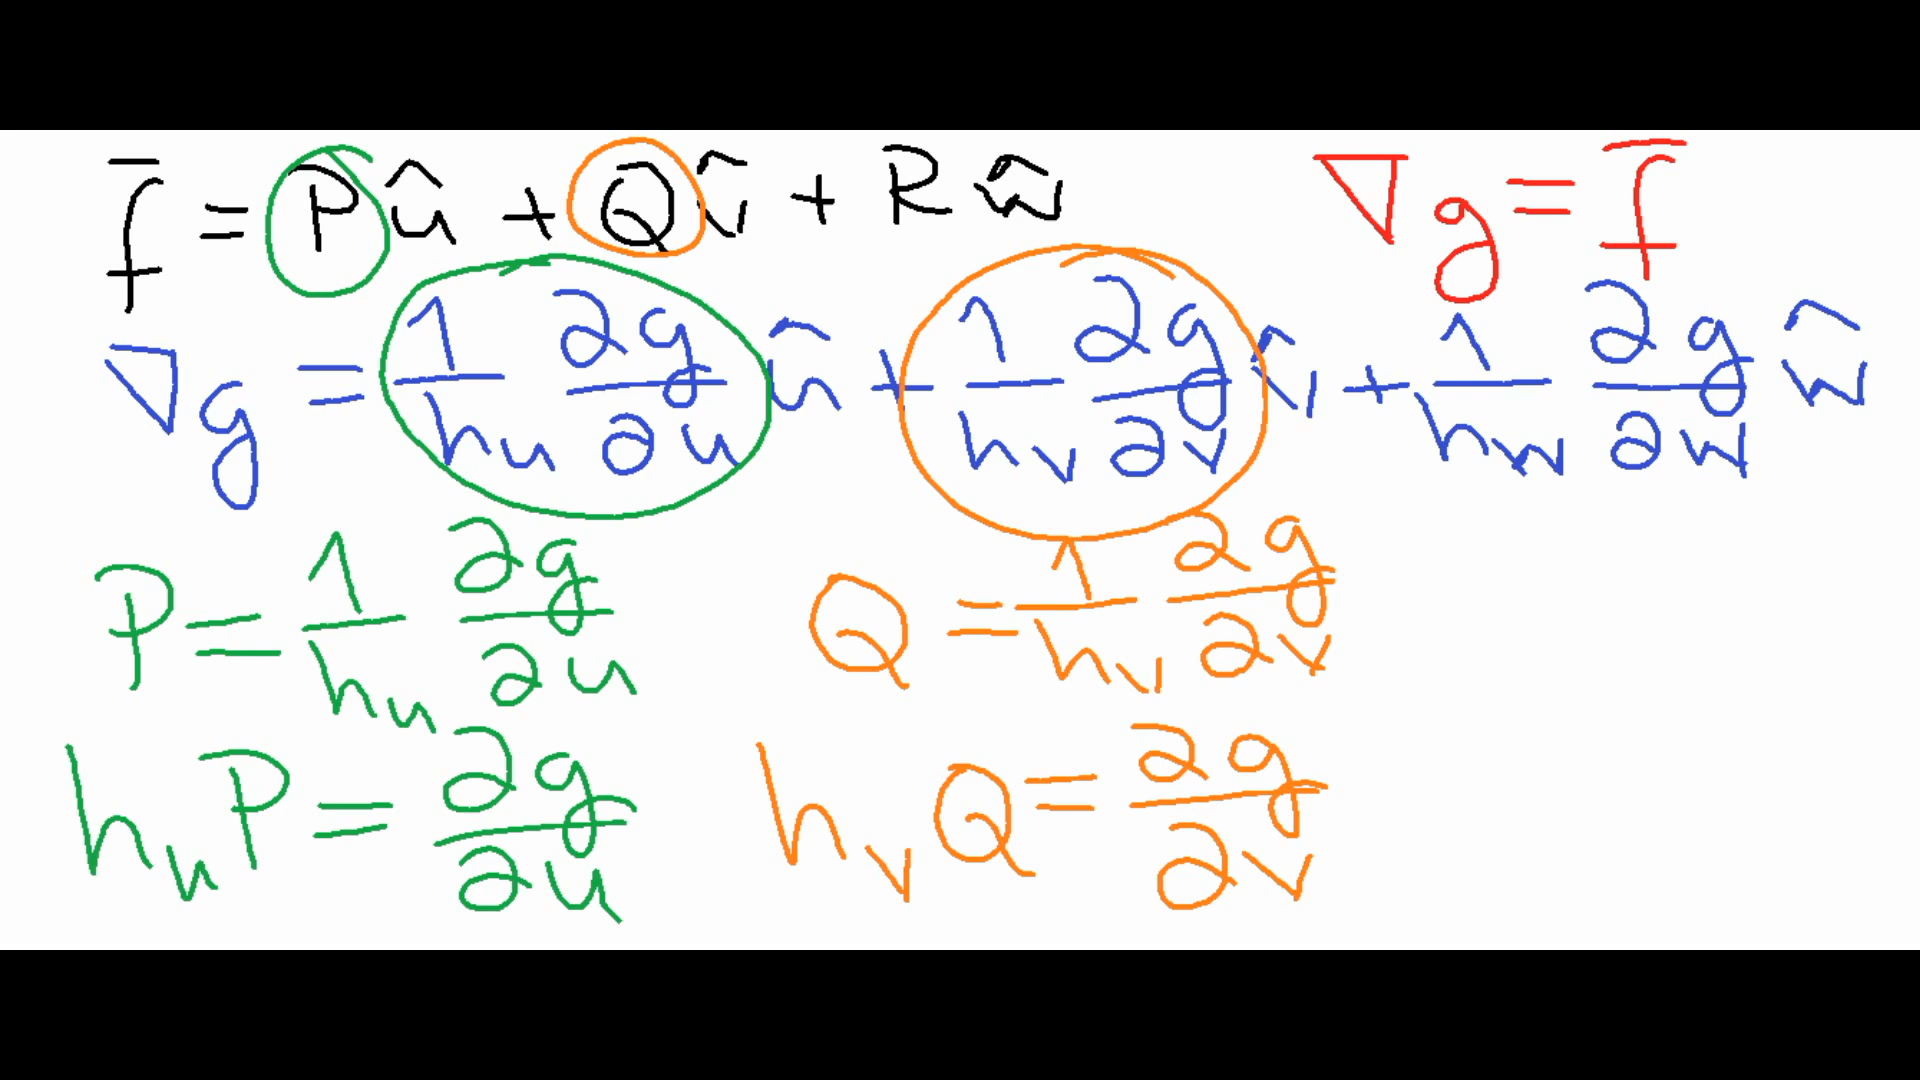 f̅ = P û + Q v̂ + R ŵ    ∇g = f̅
∇g = 1/h_u ∂g/∂u û + 1/h_v ∂g/∂v v̂ + 1/h_w ∂g/∂w ŵ
P = 1/h_u ∂g/∂u    Q = 1/h_v ∂g/∂v
h_u P = ∂g/∂u    h_v Q = ∂g/∂v